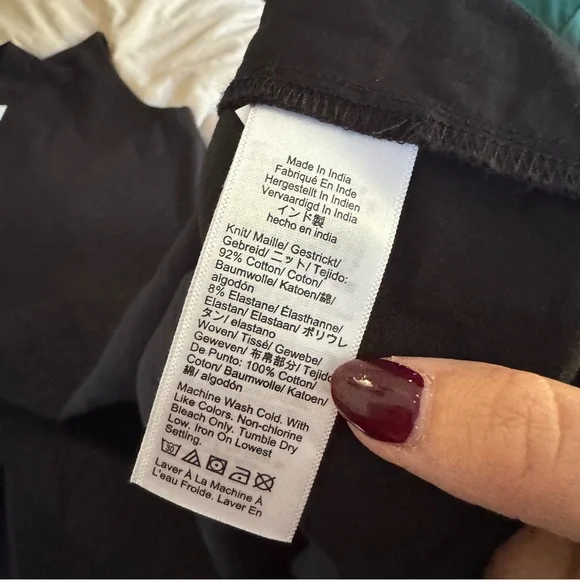 Made In India
Fabriqué En Inde
Hergestellt In Indien
Vervaardigd In India
インド製
hecho en india
Knit/ Maille/ Gestrickt/
Gebreid/ ニット/ Tejido:
92% Cotton/ Coton/
Baumwolle/ Katoen/綿/
algodón
8% Elastane/ Élasthanne/
Elastan/ Elastaan/ ポリウレ
タン/ elastano
Woven/ Tissé/ Gewebe/
Geweven/ 布帛部分/ Tejido
De Punto: 100% Cotton/
Coton/ Baumwolle/ Katoen/
綿/ algodón
Machine Wash Cold. With
Like Colors. Non-chlorine
Bleach Only. Tumble Dry
Low. Iron On Lowest
Setting.
30
Laver À La Machine À
L'eau Froide. Laver En